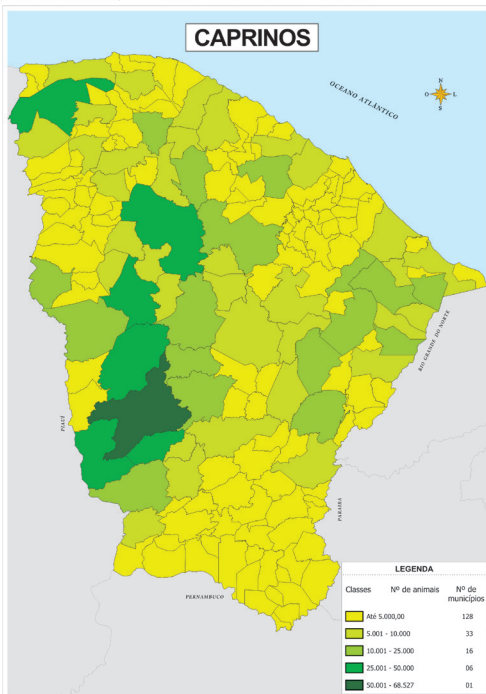 CAPRINOS
OCEANO ATLÂNTICO
N
O
L
S
RIO GRANDE DO NORTE
PIAUÍ
PARAIBA
PERNAMBUCO
LEGENDA
Classes Nº de animais Nº de municípios
Até 5.000,00 128
5.001 - 10.000 33
10.001 - 25.000 16
25.001 - 50.000 06
50.001 - 68.527 01